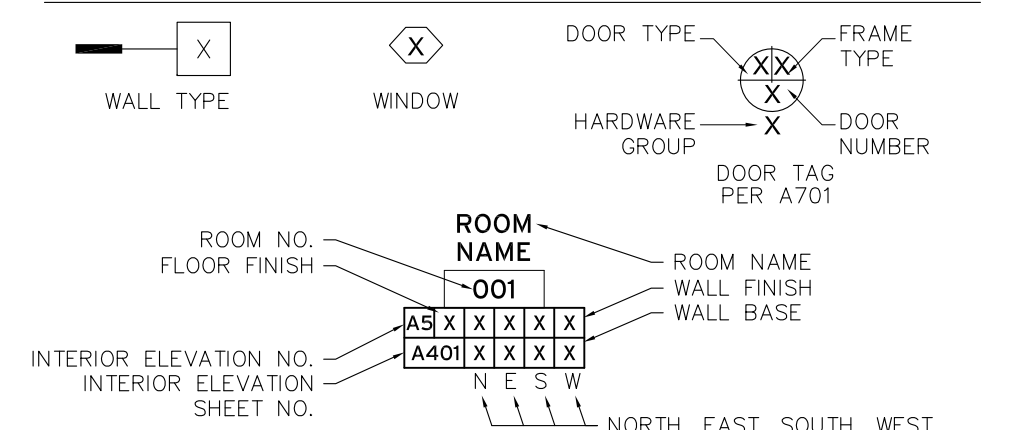 X
WALL TYPE
X
WINDOW
DOOR TYPE
FRAME
TYPE
X X
X
HARDWARE
GROUP
X
DOOR
NUMBER
DOOR TAG
PER A701
ROOM
NAME
ROOM NO.
FLOOR FINISH
001
ROOM NAME
WALL FINISH
WALL BASE
A5 X X X X X
A401 X X X X
INTERIOR ELEVATION NO.
INTERIOR ELEVATION
SHEET NO.
N E S W
NORTH, EAST, SOUTH, WEST